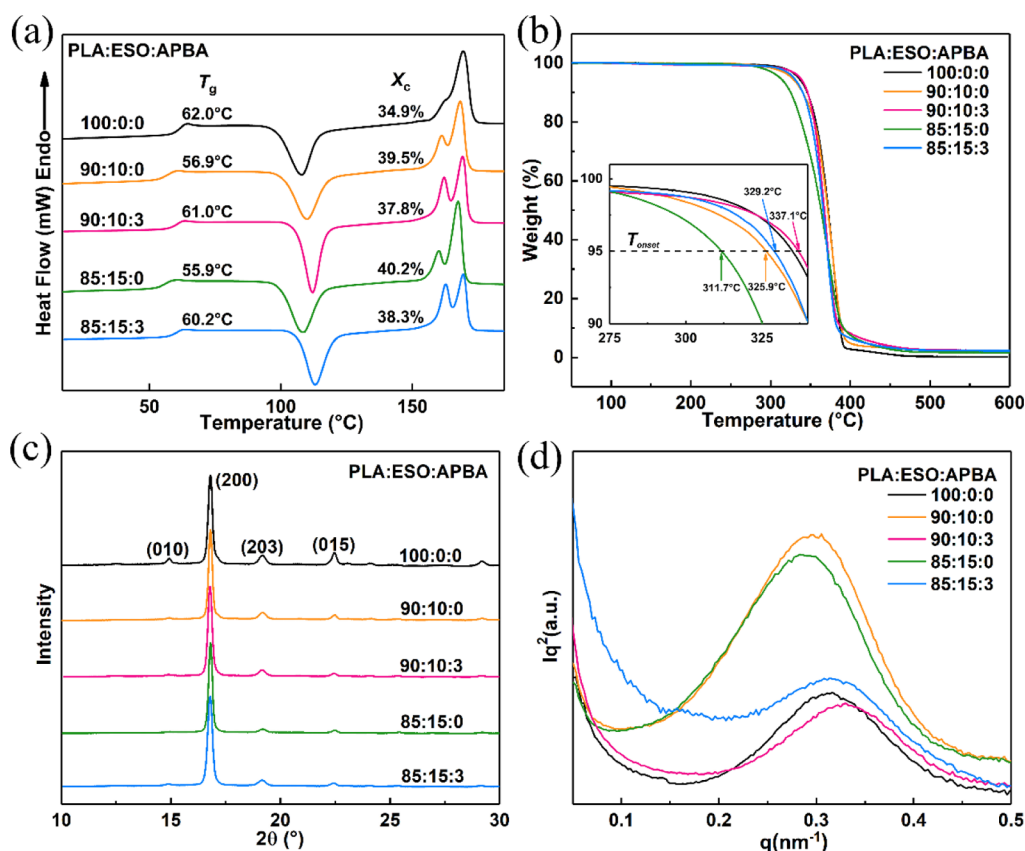 (a)
PLA:ESO:APBA
Tg
Xc
100:0:0 62.0°C 34.9%
90:10:0 56.9°C 39.5%
90:10:3 61.0°C 37.8%
85:15:0 55.9°C 40.2%
85:15:3 60.2°C 38.3%
Heat Flow (mW) Endo
50 100 150
Temperature (°C)
(b)
PLA:ESO:APBA
100:0:0
90:10:0
90:10:3
85:15:0
85:15:3
Weight (%)
100
80
60
40
20
0
100 200 300 400 500 600
Temperature (°C)
100
95
90
275 300 325
Tonset
329.2°C
337.1°C
311.7°C
325.9°C
(c)
PLA:ESO:APBA
(010) (200) (203) (015)
100:0:0
90:10:0
90:10:3
85:15:0
85:15:3
Intensity
10 15 20 25 30
2θ (°)
(d)
PLA:ESO:APBA
100:0:0
90:10:0
90:10:3
85:15:0
85:15:3
Iq²(a.u.)
0.1 0.2 0.3 0.4 0.5
q(nm⁻¹)